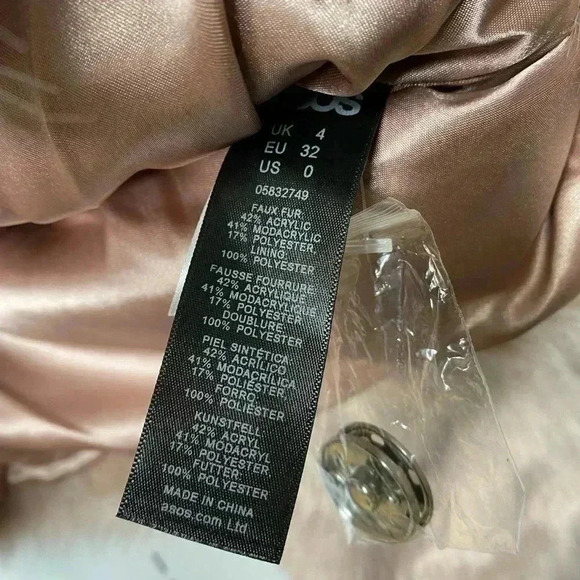 asos
UK 4
EU 32
US 0
05832749
FAUX FUR
42% ACRYLIC
41% MODACRYLIC
17% POLYESTER
LINING
100% POLYESTER
FAUSSE FOURRURE
42% ACRYLIQUE
41% MODACRYLIQUE
17% POLYESTER
DOUBLURE
100% POLYESTER
PIEL SINTÉTICA
42% ACRÍLICO
41% MODACRÍLICA
17% POLIÉSTER
FORRO
100% POLYESTER
KUNSTFELL
42% ACRYL
41% MODACRYL
17% POLYESTER
FUTTER
100% POLYESTER
MADE IN CHINA
asos.com Ltd